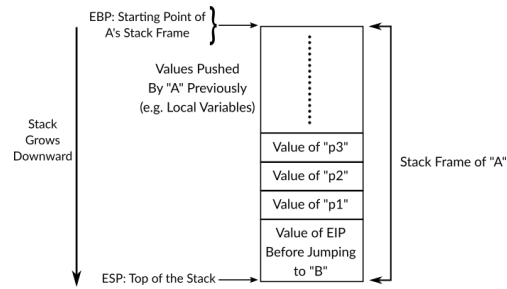 EBP: Starting Point of
A's Stack Frame
Values Pushed
By "A" Previously
(e.g. Local Variables)
Stack
Grows
Downward
Value of "p3"
Value of "p2"
Value of "p1"
Value of EIP
Before Jumping
to "B"
Stack Frame of "A"
ESP: Top of the Stack